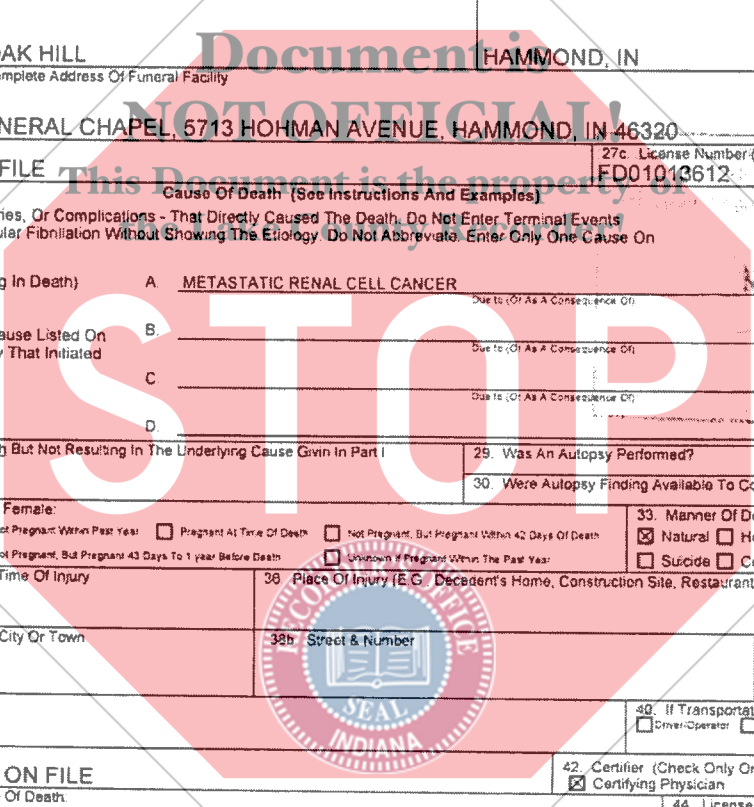 Document is
OAK HILL HAMMOND, IN
mplete Address Of Funeral Facility
NOT OFFICIAL!
NERAL CHAPEL, 5713 HOHMAN AVENUE, HAMMOND, IN 46320
27c. License Number
FILE FD01013612
This Document is the property of
Cause Of Death (See Instructions And Examples)
ies, Or Complications - That Directly Caused The Death. Do Not Enter Terminal Events
the Lake County Recorder!
lar Fibrillation Without Showing The Etiology. Do Not Abbreviate. Enter Only One Cause On
g In Death) A. METASTATIC RENAL CELL CANCER
Due to (Or As A Consequence Of)
STOP
ause Listed On B.
Due to (Or As A Consequence Of)
y That Initiated
C
Due to (Or As A Consequence Of)
D.
h But Not Resulting In The Underlying Cause Givin In Part I 29. Was An Autopsy Performed?
30. Were Autopsy Finding Available To Co
Female: 33. Manner Of De
ot Pregnant Within Past Year Pregnant At Time Of Death Not Pregnant, But Pregnant Within 42 Days Of Death Natural Ho
ot Pregnant, But Pregnant 43 Days To 1 year Before Death Unknown If Pregnant Within The Past Year Suicide Co
Time Of Injury 36 Place Of Injury (E.G., Decedent's Home, Construction Site, Restaurant
RECORDER'S OFFICE
City Or Town 38b Street & Number
SEAL
INDIANA
40. If Transportat
Driver/Operator
ON FILE 42. Certifier (Check Only On
Certifying Physician
Of Death. 44. License